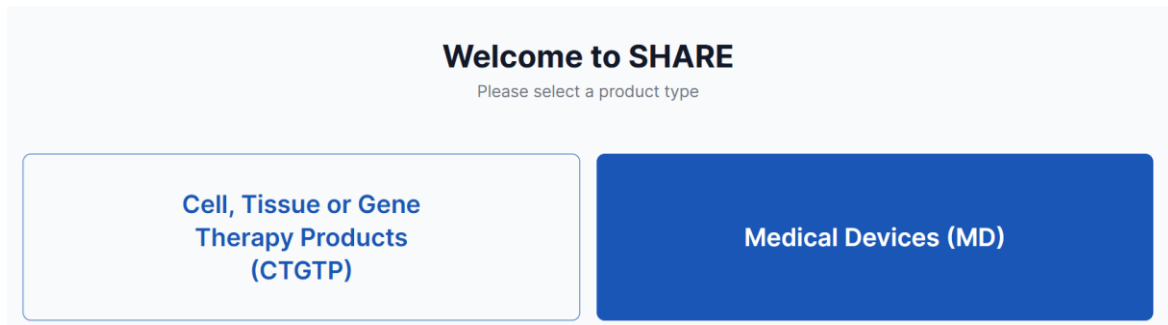 Welcome to SHARE
Please select a product type
Cell, Tissue or Gene
Therapy Products
(CTGTP)
Medical Devices (MD)